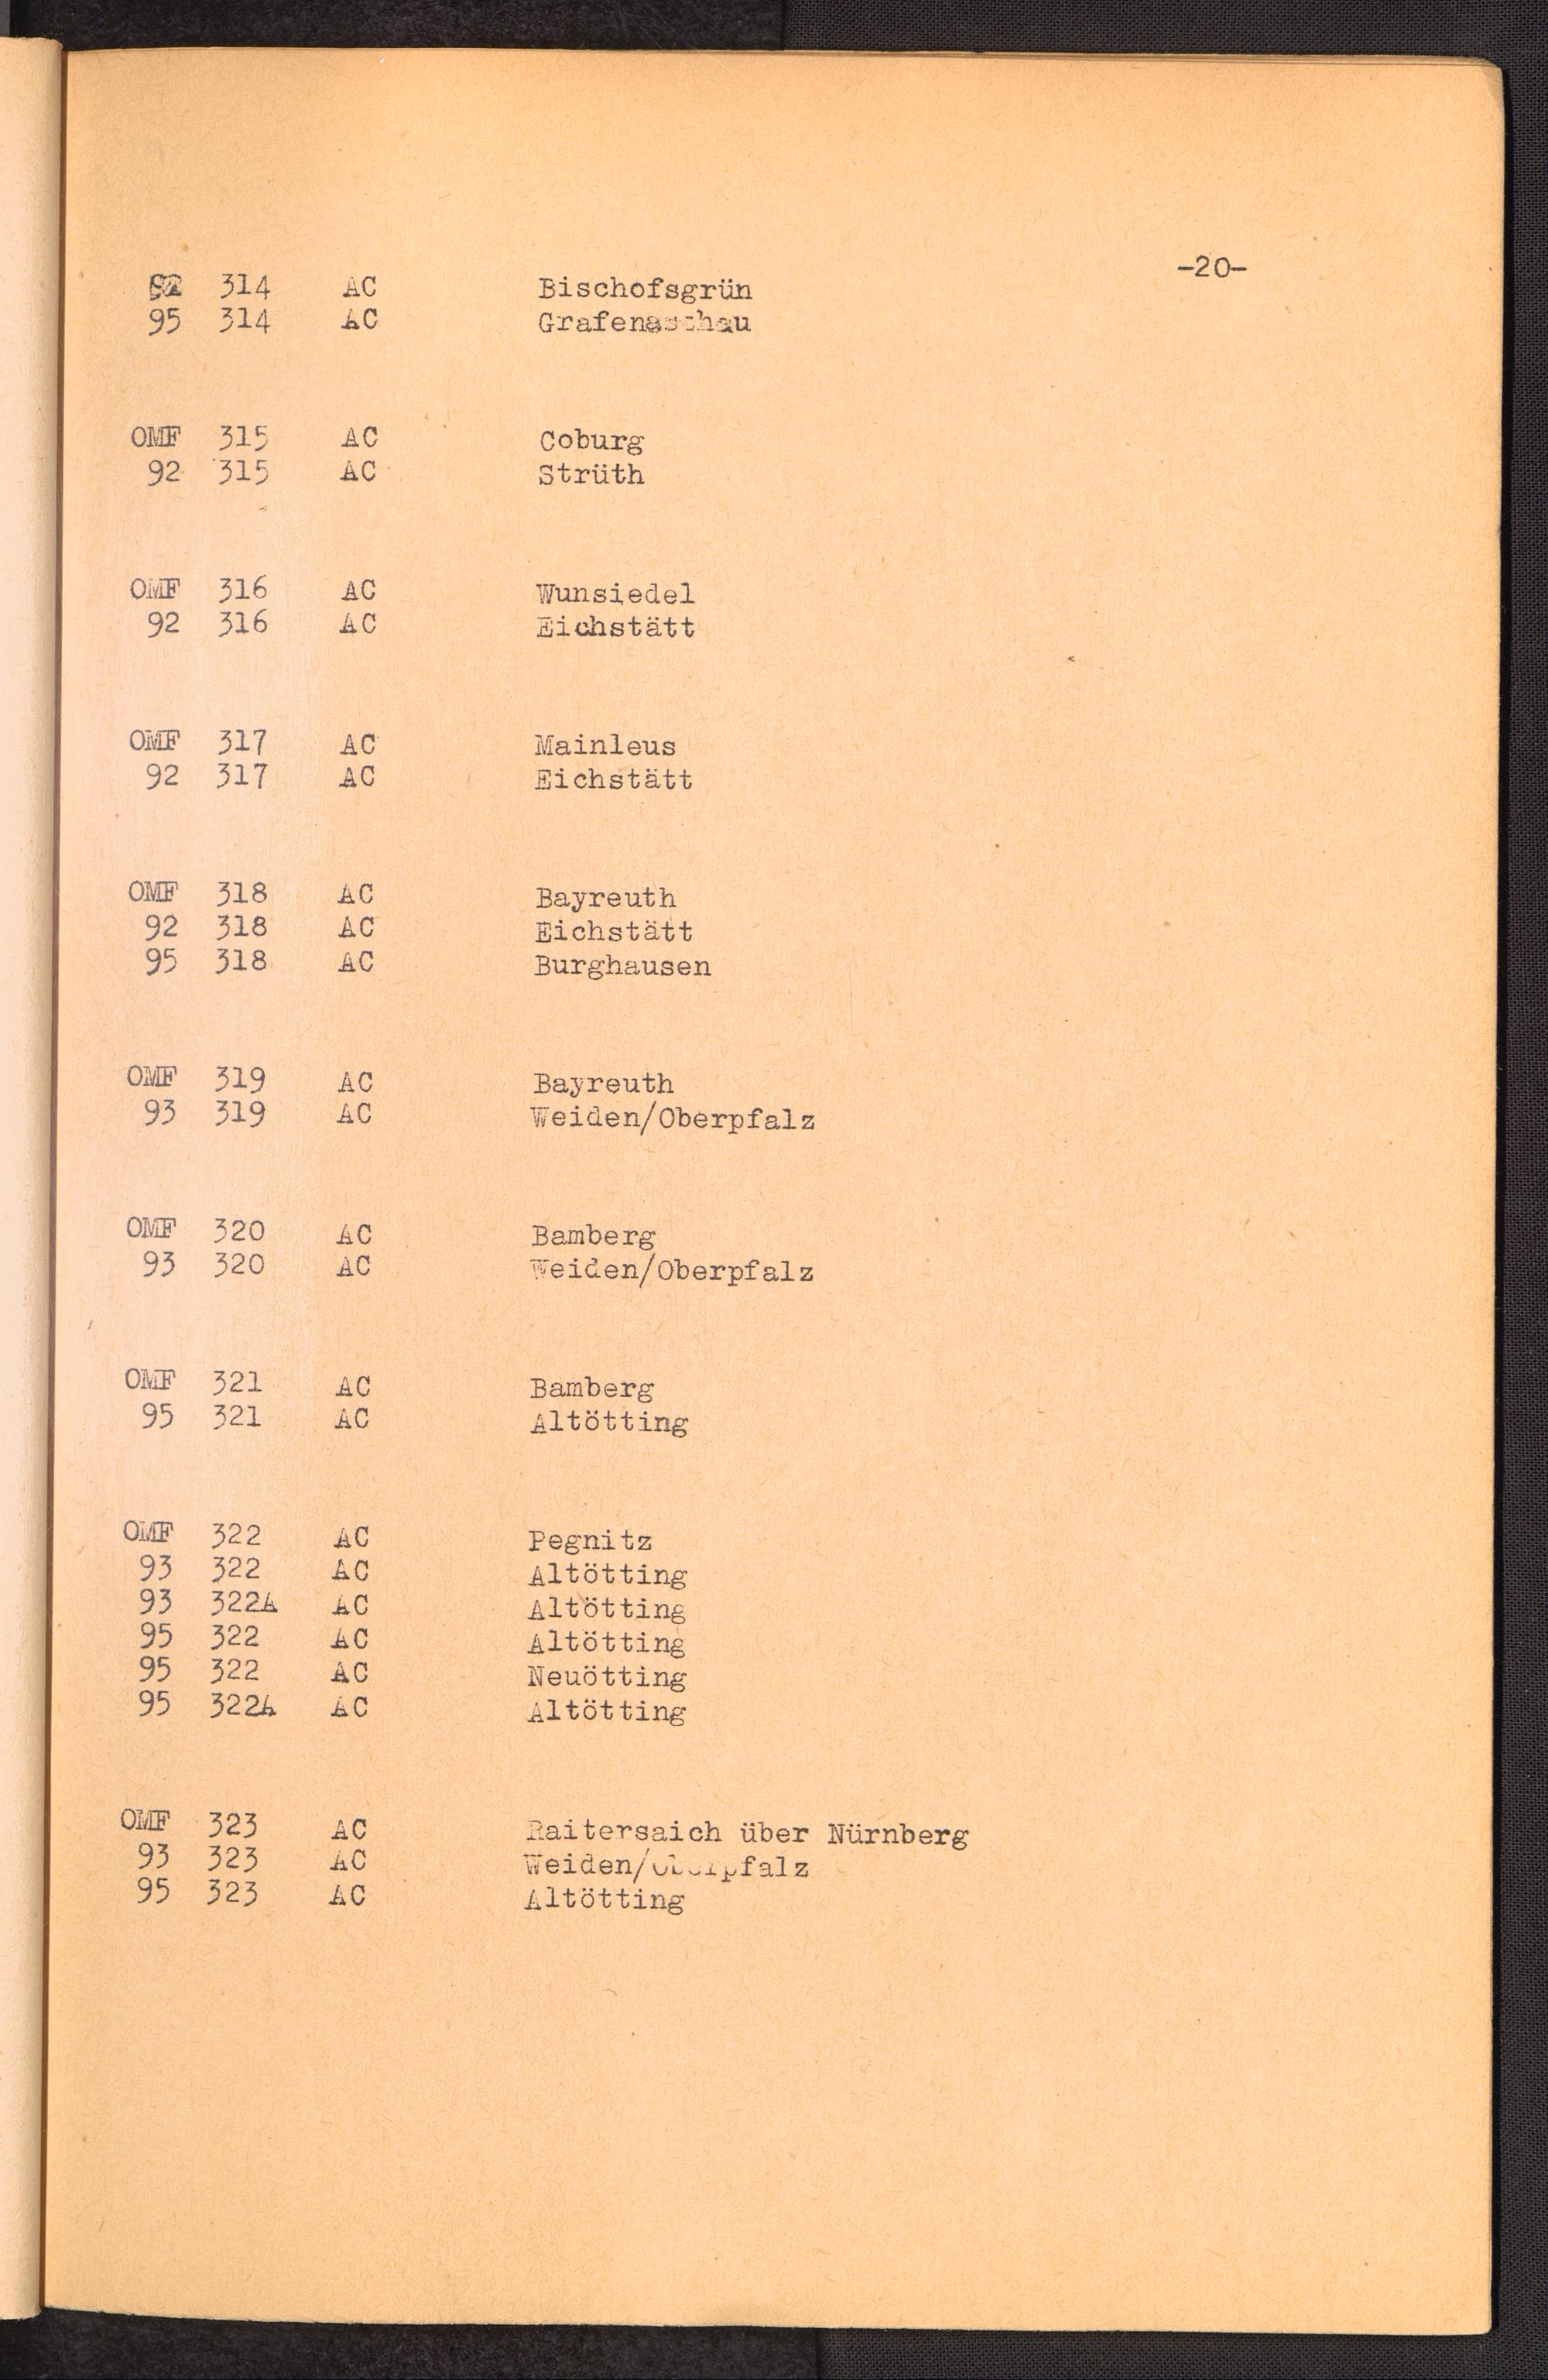 -20-
92 314 AC Bischofsgrün
95 314 AC Grafenaschau
OMF 315 AC Coburg
92 315 AC Strüth
OMF 316 AC Wunsiedel
92 316 AC Eichstätt
OMF 317 AC Mainleus
92 317 AC Eichstätt
OMF 318 AC Bayreuth
92 318 AC Eichstätt
95 318 AC Burghausen
OMF 319 AC Bayreuth
93 319 AC Weiden/Oberpfalz
OMF 320 AC Bamberg
93 320 AC Weiden/Oberpfalz
OMF 321 AC Bamberg
95 321 AC Altötting
OMF 322 AC Pegnitz
93 322 AC Altötting
93 322A AC Altötting
95 322 AC Altötting
95 322 AC Neuötting
95 322A AC Altötting
OMF 323 AC Raitersaich über Nürnberg
93 323 AC Weiden/Oberpfalz
95 323 AC Altötting